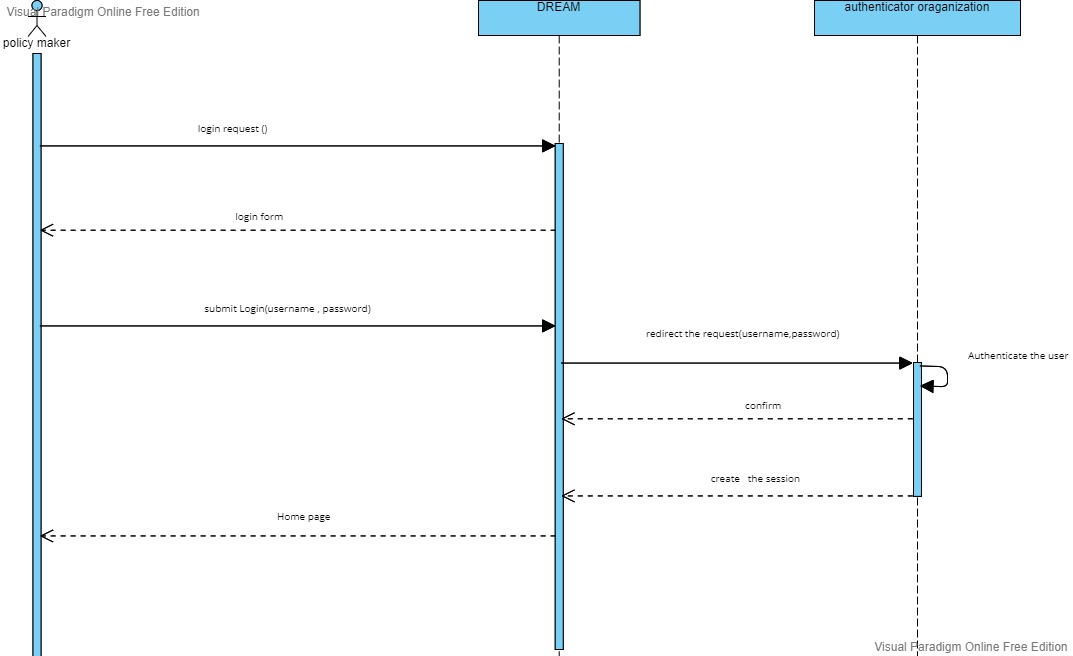 Visual Paradigm Online Free Edition
policy maker
DREAM
authenticator oraganization
login request ()
login form
submit Login(username , password)
redirect the request(username,password)
Authenticate the user
confirm
create the session
Home page
Visual Paradigm Online Free Edition